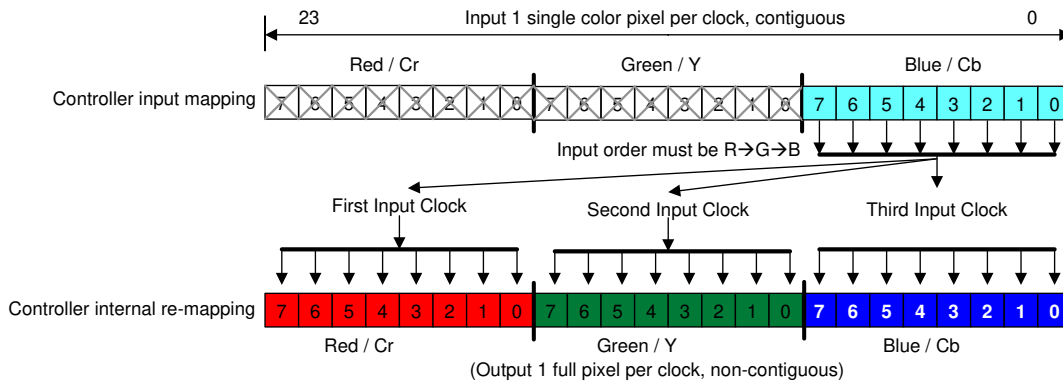 23 Input 1 single color pixel per clock, contiguous 0
Red / Cr Green / Y Blue / Cb
Controller input mapping 7 6 5 4 3 2 1 0 7 6 5 4 3 2 1 0 7 6 5 4 3 2 1 0
Input order must be R→G→B
First Input Clock Second Input Clock Third Input Clock
Controller internal re-mapping 7 6 5 4 3 2 1 0 7 6 5 4 3 2 1 0 7 6 5 4 3 2 1 0
Red / Cr Green / Y Blue / Cb
(Output 1 full pixel per clock, non-contiguous)